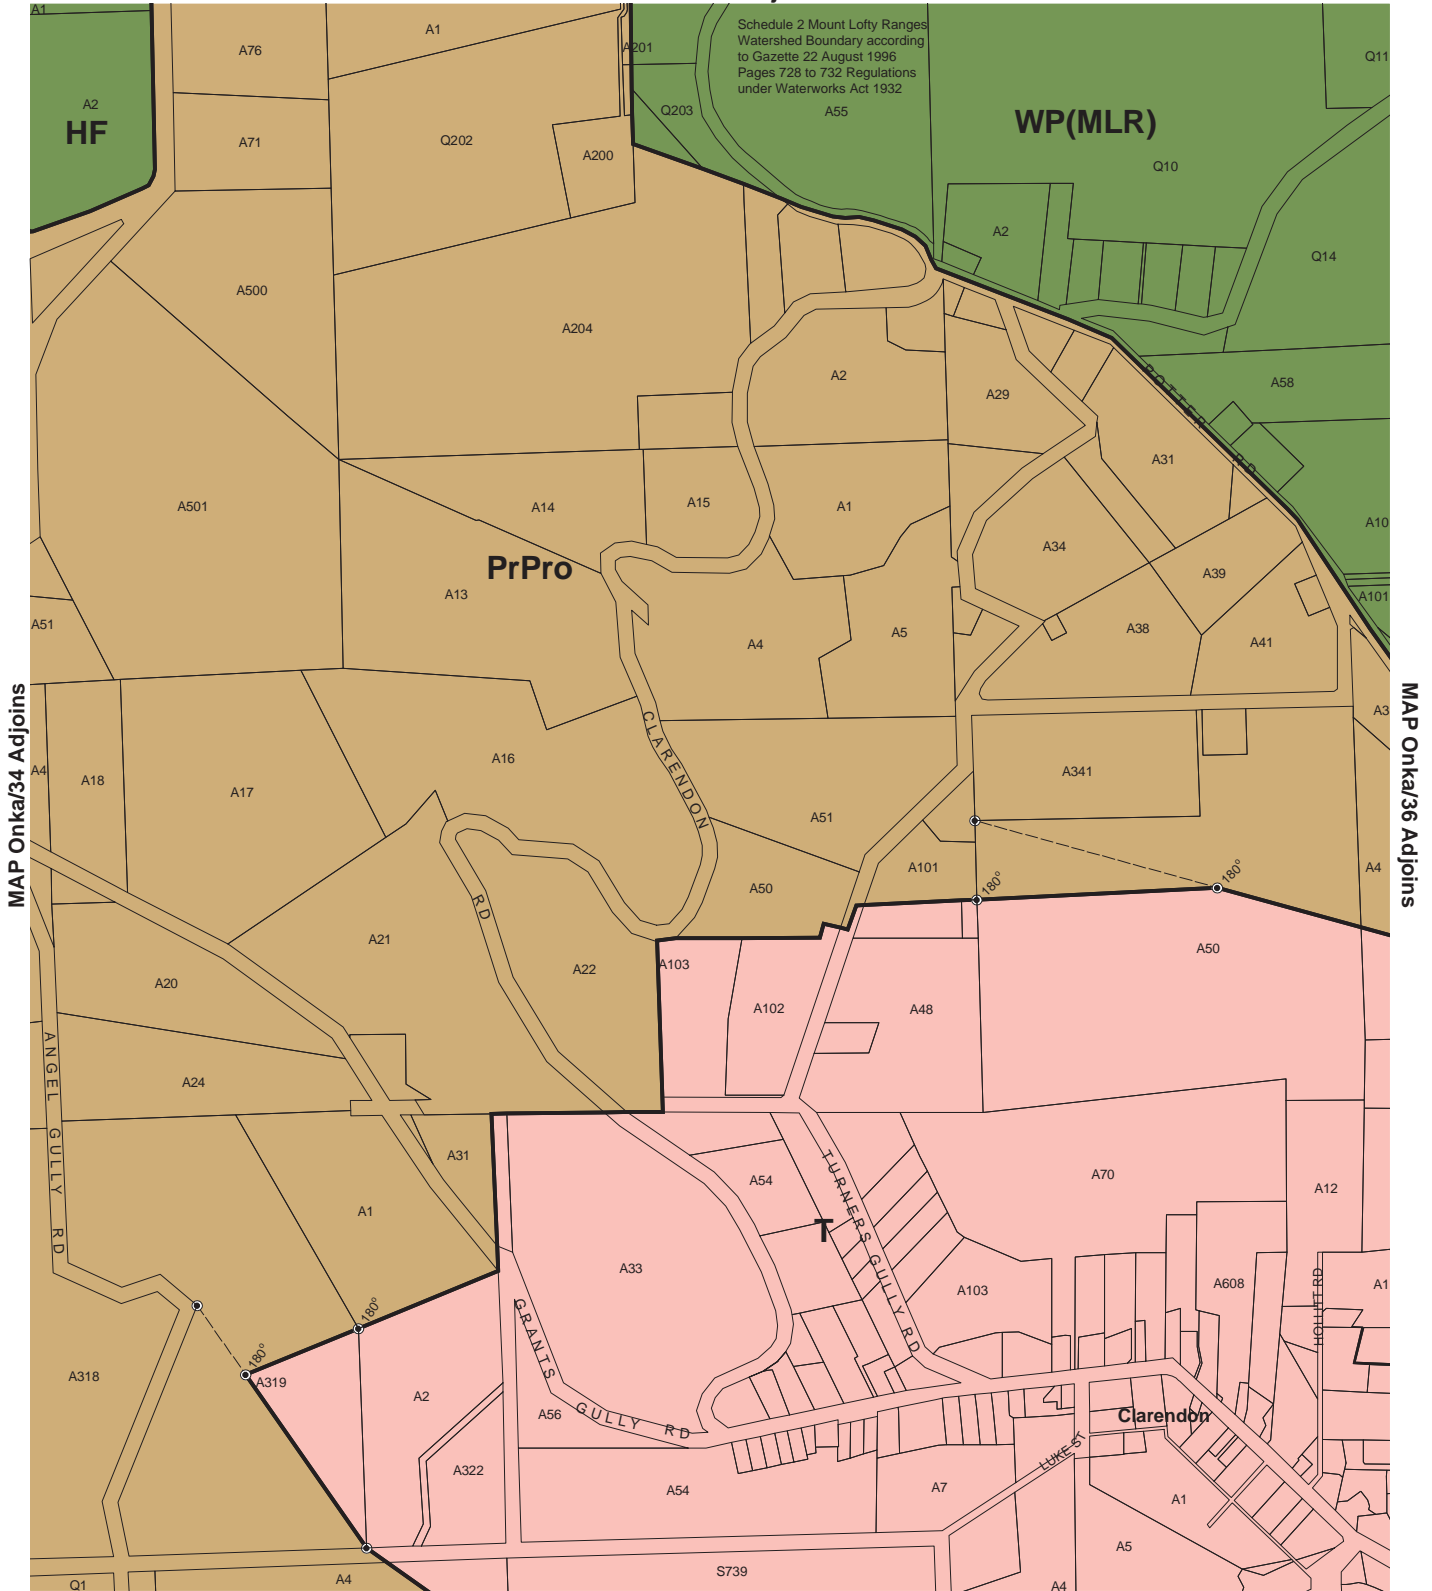 A1
A76
A1
A201
Schedule 2 Mount Lofty Ranges
Watershed Boundary according
to Gazette 22 August 1996
Pages 728 to 732 Regulations
under Waterworks Act 1932
Q11
A2
HF
A71
Q202
A200
Q203
A55
WP(MLR)
Q10
A2
Q14
A500
A204
A2
A29
A58
POTTER RD
A31
A501
A14
A15
A1
A10
PrPro
A34
A39
A13
A101
A51
A4
A5
A38
A41
MAP Onka/34 Adjoins
MAP Onka/36 Adjoins
A3
CLARENDON
A4
A18
A17
A16
A341
A51
A101
A4
A50
180°
180°
RD
A21
A22
A103
A50
A20
A102
A48
ANGEL GULLY RD
A24
A31
A54
TURNERS GULLY RD
A70
A12
A1
T
A33
A103
A608
HOLLITT RD
A1
GRANTS GULLY RD
180°
180°
A318
A319
A2
A56
Clarendon
LUKE ST
A322
A54
A7
A1
A5
S739
Q1
A4
A4